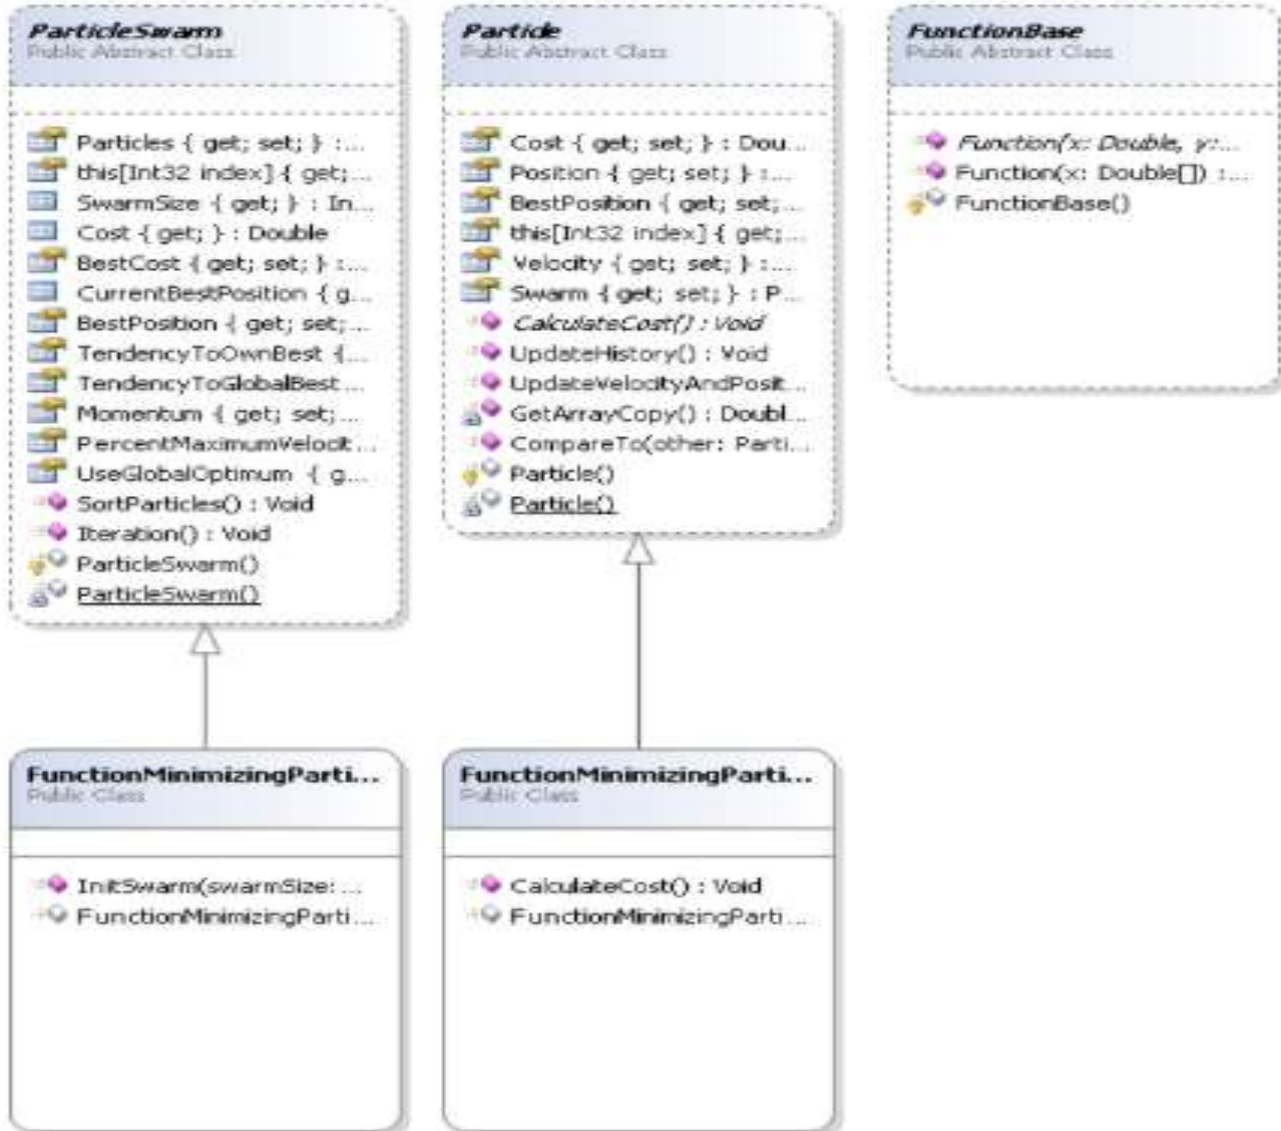 ParticleSwarm
Public Abstract Class
Particles { get; set; } :...
this[Int32 index] { get;...
SwarmSize { get; } : In...
Cost { get; } : Double
BestCost { get; set; } :...
CurrentBestPosition { g...
BestPosition { get; set;...
TendencyToOwnBest {...
TendencyToGlobalBest...
Momentum { get; set;...
PercentMaximumVelocit...
UseGlobalOptimum { g...
SortParticles() : Void
Iteration() : Void
ParticleSwarm()
ParticleSwarm()
Particle
Public Abstract Class
Cost { get; set; } : Dou...
Position { get; set; } :...
BestPosition { get; set;...
this[Int32 index] { get;...
Velocity { get; set; } :...
Swarm { get; set; } : P...
CalculateCost() : Void
UpdateHistory() : Void
UpdateVelocityAndPosit...
GetArrayCopy() : Doubl...
CompareTo(other: Parti...
Particle()
Particle()
FunctionBase
Public Abstract Class
Function(x: Double, y:...
Function(x: Double[]) :...
FunctionBase()
FunctionMinimizingParti...
Public Class
InitSwarm(swarmSize: ...
FunctionMinimizingParti...
FunctionMinimizingParti...
Public Class
CalculateCost() : Void
FunctionMinimizingParti...